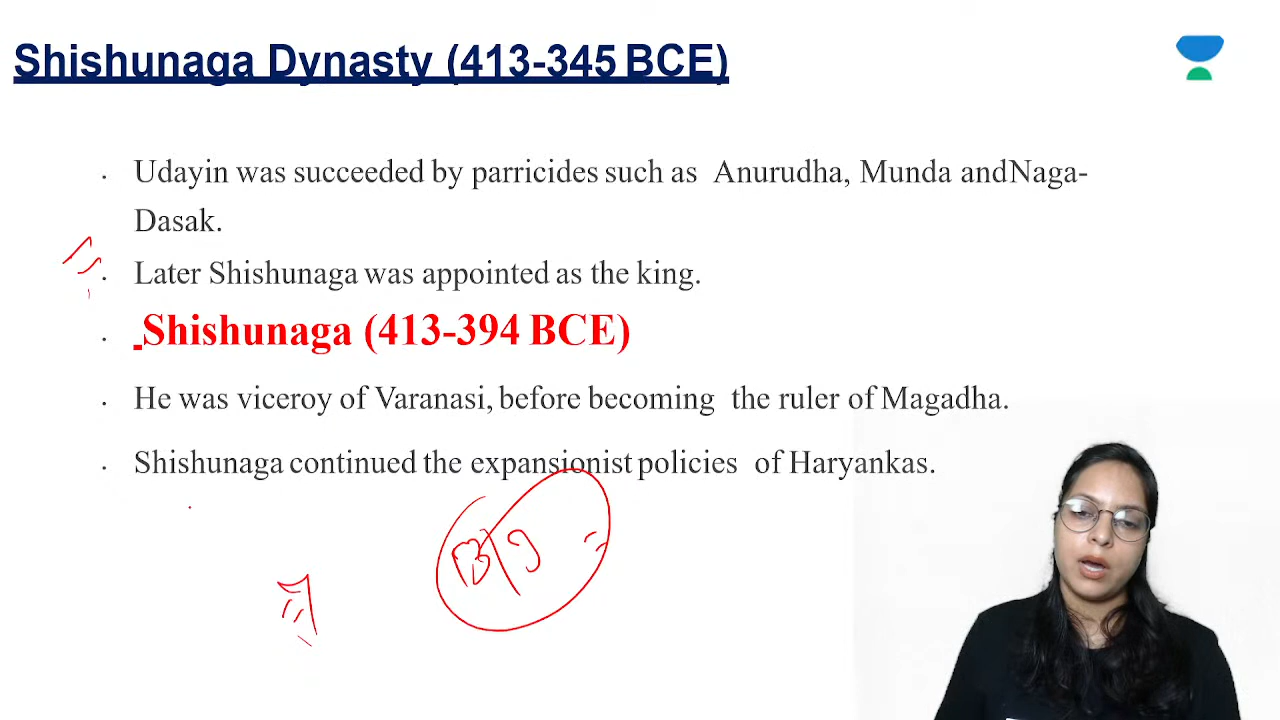 Shishunaga Dynasty (413-345 BCE)
Udayin was succeeded by parricides such as Anurudha, Munda andNaga-
Dasak.
Later Shishunaga was appointed as the king.
Shishunaga (413-394 BCE)
He was viceroy of Varanasi, before becoming the ruler of Magadha.
Shishunaga continued the expansionist policies of Haryankas.